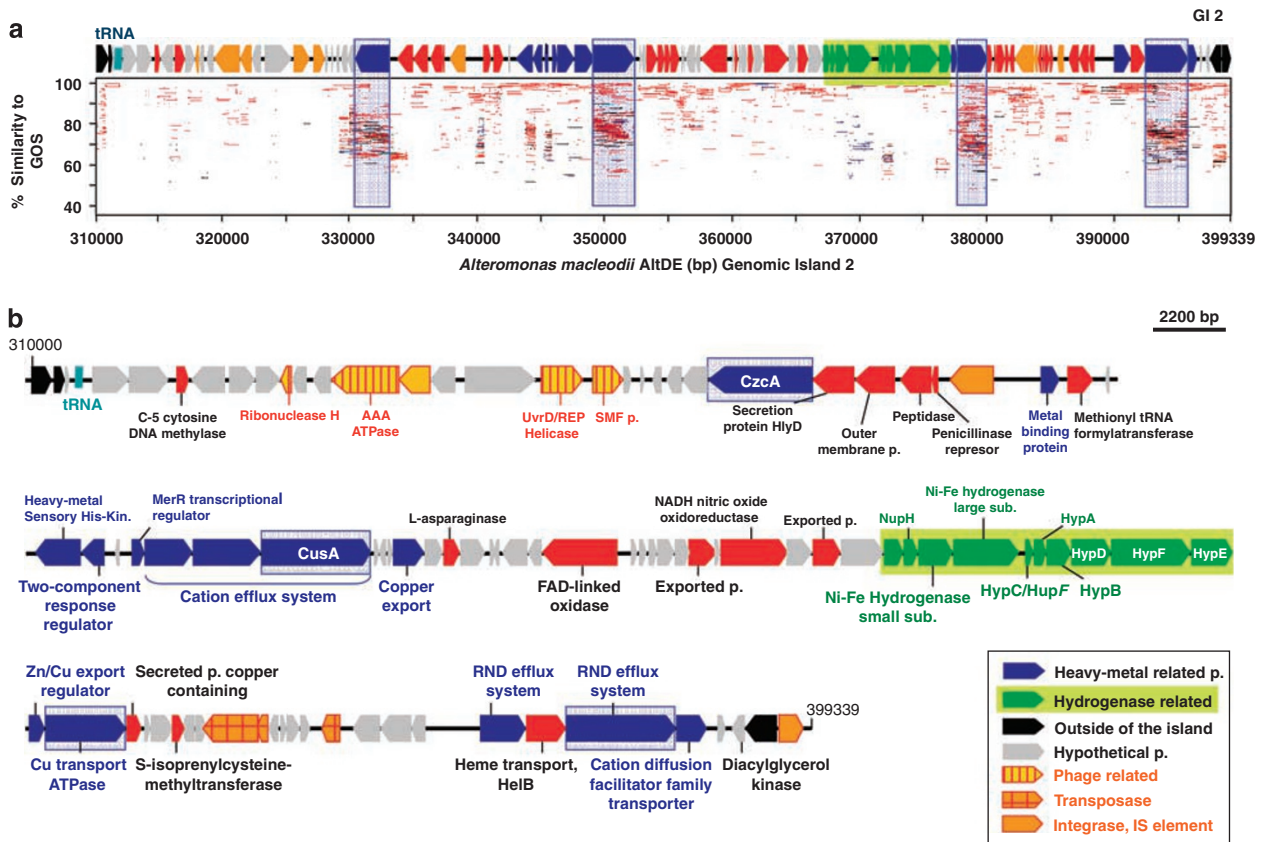 GI 2
a
tRNA
% Similarity to
GOS
100
80
60
40
310000 320000 330000 340000 350000 360000 370000 380000 390000 399339
Alteromonas macleodii AltDE (bp) Genomic Island 2
b
2200 bp
310000
tRNA
C-5 cytosine
DNA methylase
Ribonuclease H
AAA
ATPase
UvrD/REP
Helicase
SMF p.
CzcA
Secretion
protein HlyD
Outer
membrane p.
Peptidase
Penicillinase
represor
Metal
binding
protein
Methionyl tRNA
formylatransferase
Heavy-metal
Sensory His-Kin.
MerR transcriptional
regulator
CusA
L-asparaginase
NADH nitric oxide
oxidoreductase
Exported p.
NupH
Ni-Fe hydrogenase
large sub.
HypA
HypD
HypF
HypE
Two-component
response
regulator
Cation efflux system
Copper
export
FAD-linked
oxidase
Exported p.
Ni-Fe Hydrogenase
small sub.
HypC/HupF
HypB
Zn/Cu export
regulator
Secreted p. copper
containing
RND efflux
system
RND efflux
system
399339
Cu transport
ATPase
S-isoprenylcysteine-
methyltransferase
Heme transport,
HelB
Cation diffusion
facilitator family
transporter
Diacylglycerol
kinase
Heavy-metal related p.
Hydrogenase related
Outside of the island
Hypothetical p.
Phage related
Transposase
Integrase, IS element